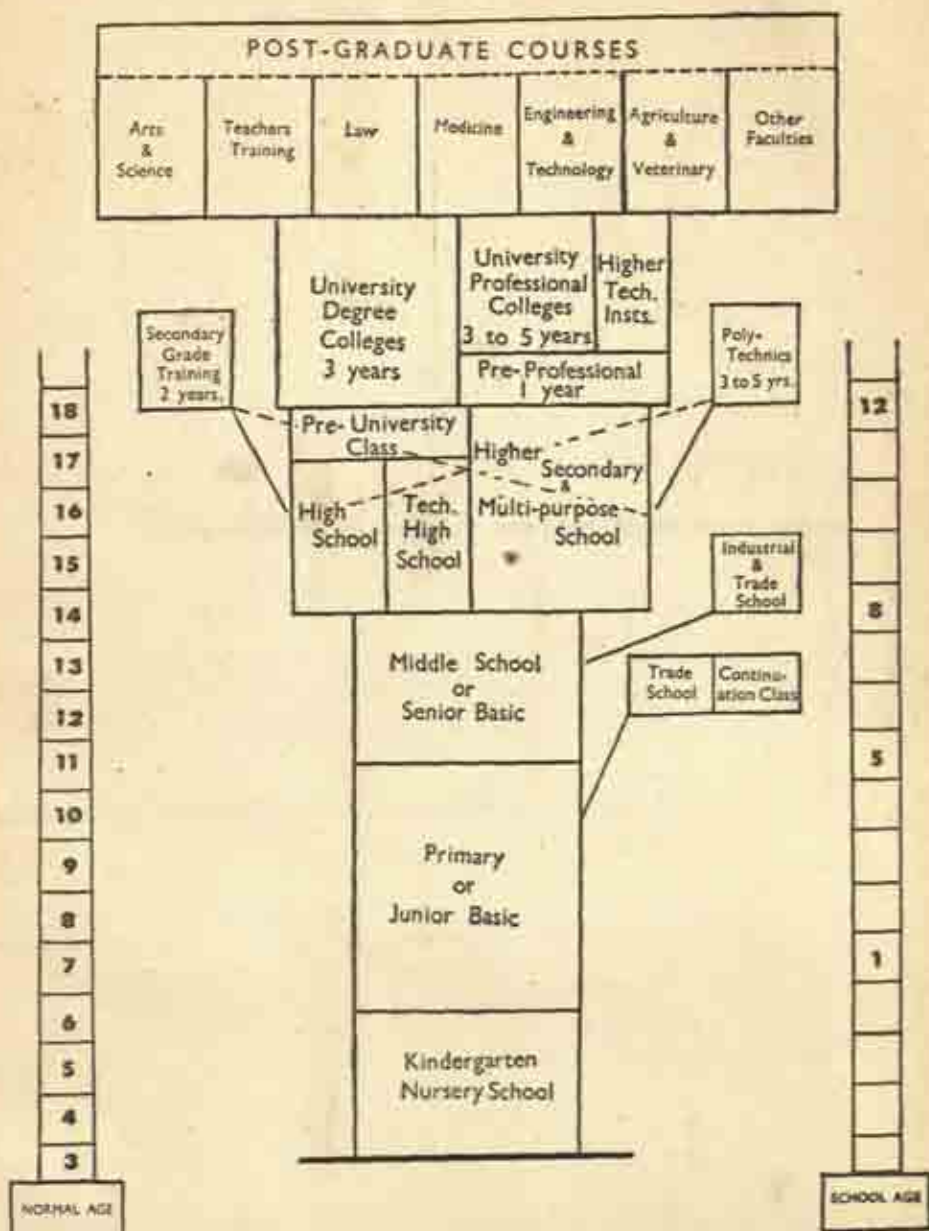 POST-GRADUATE COURSES
Arts
&
Science
Teachers
Training
Law
Medicine
Engineering
&
Technology
Agriculture
&
Veterinary
Other
Faculties
University
Degree
Colleges
3 years
University
Professional
Colleges
3 to 5 years
Higher
Tech.
Insts.
Pre-Professional
1 year
Secondary
Grade
Training
2 years.
Poly-
Technics
3 to 5 yrs.
Pre-University
Class
Higher
Secondary
&
Multi-purpose
School
High
School
Tech.
High
School
Industrial
&
Trade
School
Middle School
or
Senior Basic
Trade
School
Continu-
ation Class
Primary
or
Junior Basic
Kindergarten
Nursery School
18
17
16
15
14
13
12
11
10
9
8
7
6
5
4
3
NORMAL AGE
12
8
5
1
SCHOOL AGE